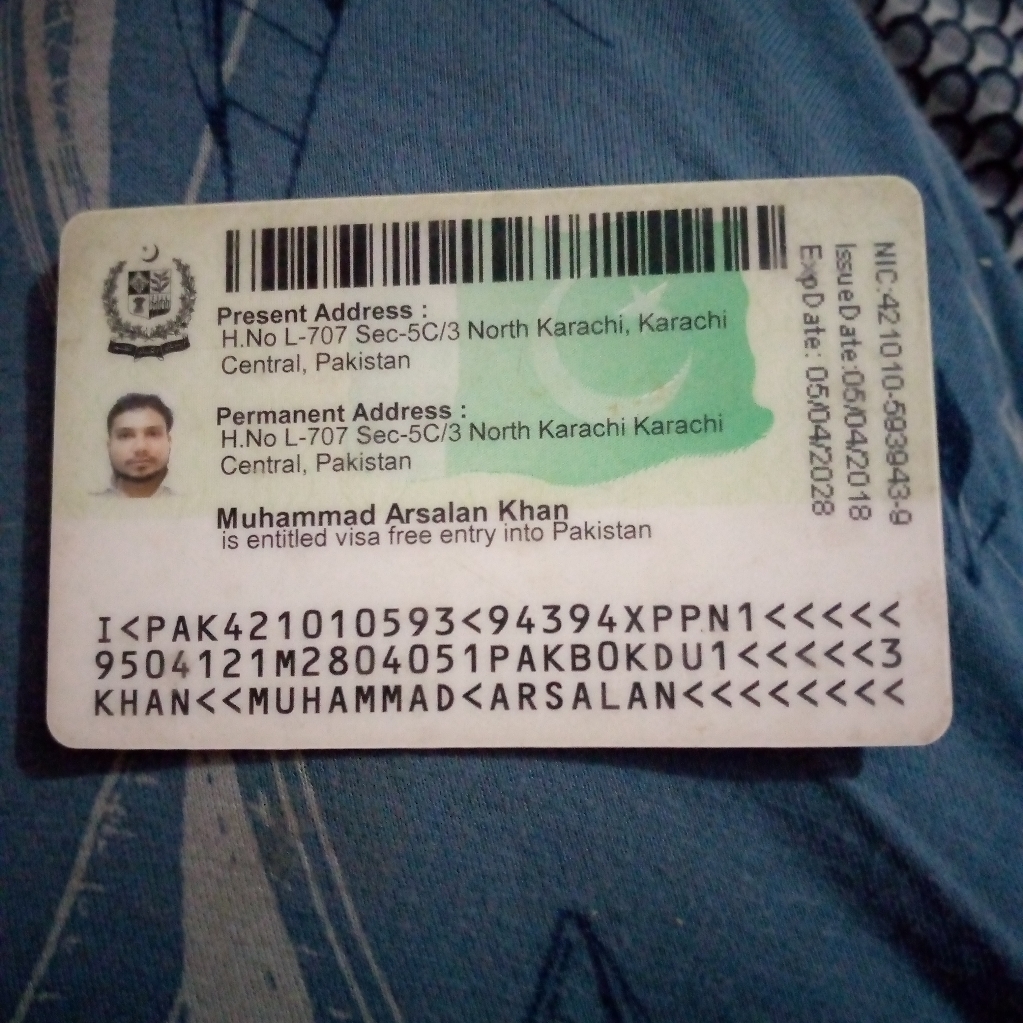 Present Address :
H.No L-707 Sec-5C/3 North Karachi, Karachi
Central, Pakistan
Permanent Address :
H.No L-707 Sec-5C/3 North Karachi Karachi
Central, Pakistan
Muhammad Arsalan Khan
is entitled visa free entry into Pakistan
NIC:421010-593943-9
IssueDate:05/04/2018
ExpDate: 05/04/2028
I<PAK421010593<94394XPPN1<<<<<
9504121M2804051PAKBOKDU1<<<<<3
KHAN<<MUHAMMAD<ARSALAN<<<<<<<<